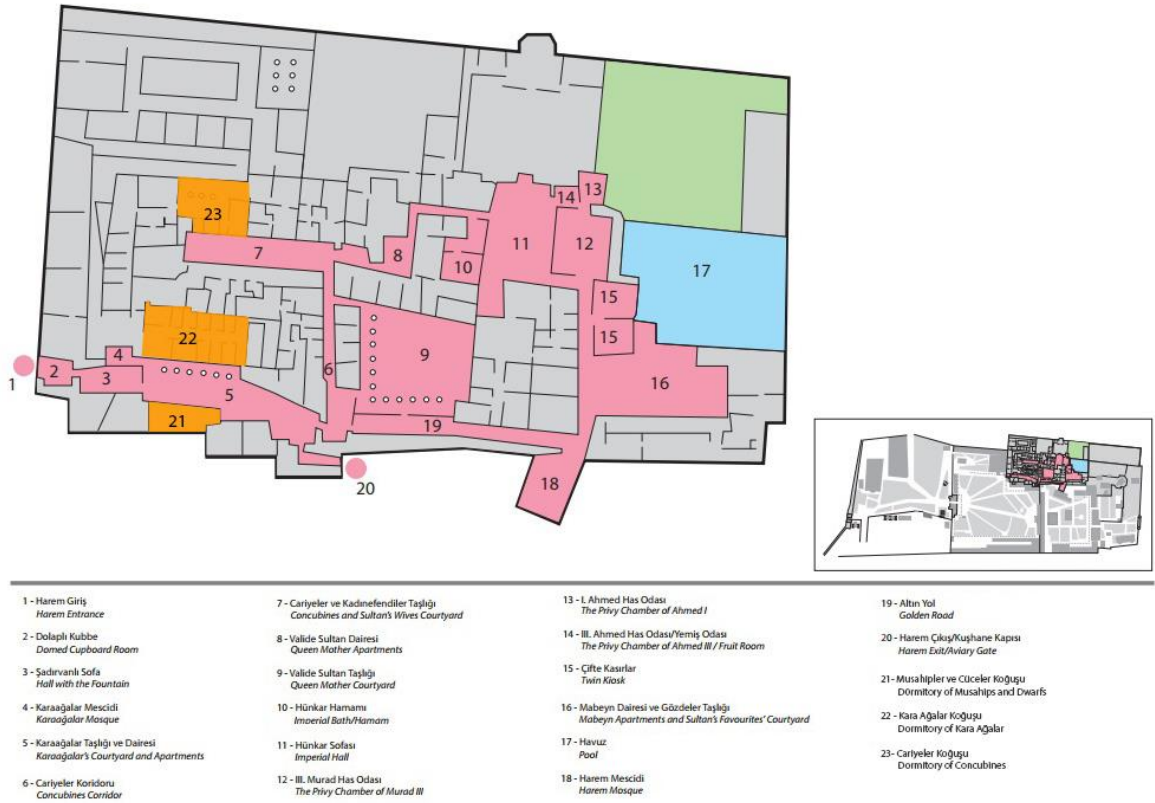 23
13
14
7
8
10
11
12
17
15
22
15
4
9
1
2
3
5
6
16
21
19
20
18
1 - Harem Giriş
Harem Entrance
2 - Dolaplı Kubbe
Domed Cupboard Room
3 - Şadırvanlı Sofa
Hall with the Fountain
4 - Karaağalar Mescidi
Karaağalar Mosque
5 - Karaağalar Taşlığı ve Dairesi
Karaağalar's Courtyard and Apartments
6 - Cariyeler Koridoru
Concubines Corridor
7 - Cariyeler ve Kadınefendiler Taşlığı
Concubines and Sultan's Wives Courtyard
8 - Valide Sultan Dairesi
Queen Mother Apartments
9 - Valide Sultan Taşlığı
Queen Mother Courtyard
10 - Hünkar Hamamı
Imperial Bath/Hamam
11 - Hünkar Sofası
Imperial Hall
12 - III. Murad Has Odası
The Privy Chamber of Murad III
13 - I. Ahmed Has Odası
The Privy Chamber of Ahmed I
14 - III. Ahmed Has Odası/Yemiş Odası
The Privy Chamber of Ahmed III / Fruit Room
15 - Çifte Kasırlar
Twin Kiosk
16 - Mabeyn Dairesi ve Gözdeler Taşlığı
Mabeyn Apartments and Sultan's Favourites' Courtyard
17 - Havuz
Pool
18 - Harem Mescidi
Harem Mosque
19 - Altın Yol
Golden Road
20 - Harem Çıkış/Kuşhane Kapısı
Harem Exit/Aviary Gate
21- Musahipler ve Cüceler Koğuşu
Dormitory of Musahips and Dwarfs
22 - Kara Ağalar Koğuşu
Dormitory of Kara Ağalar
23- Cariyeler Koğuşu
Dormitory of Concubines